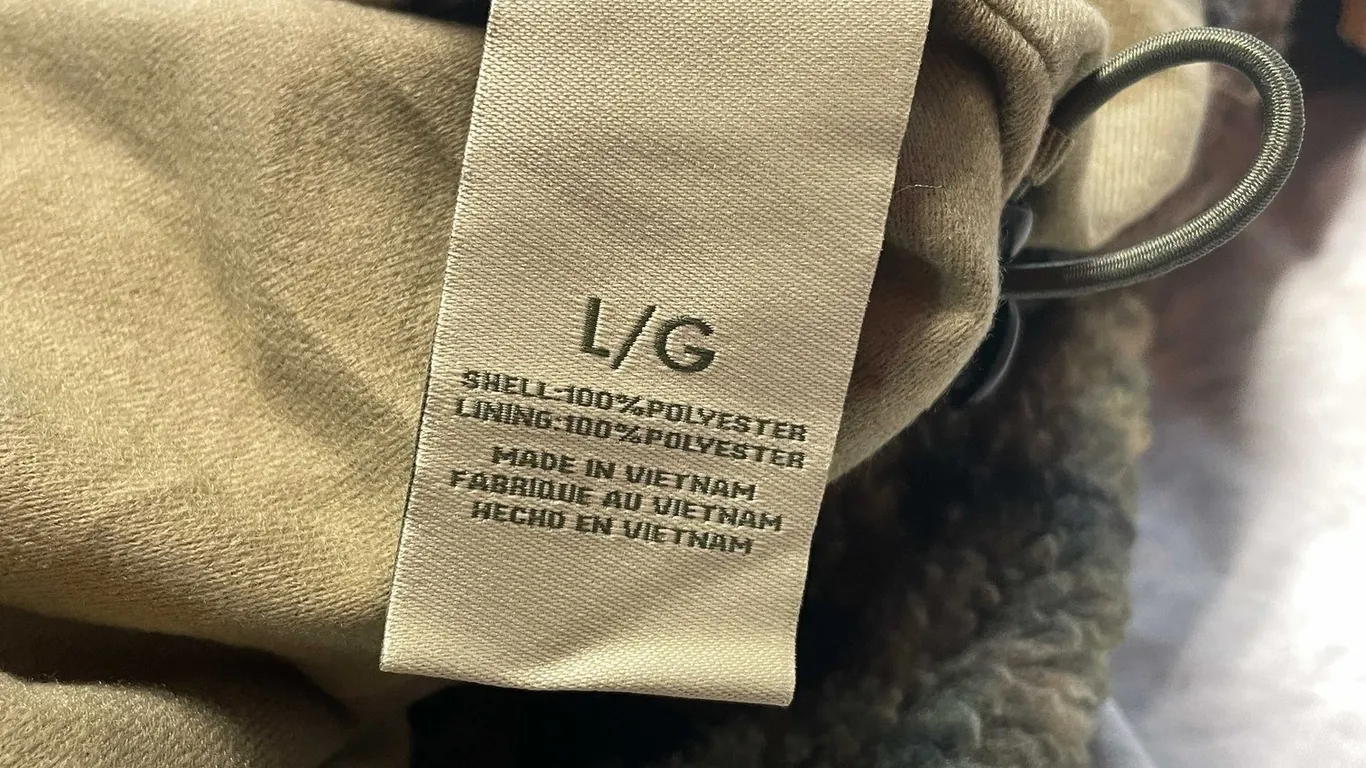 L/G
SHELL:100%POLYESTER
LINING:100%POLYESTER
MADE IN VIETNAM
FABRIQUE AU VIETNAM
HECHO EN VIETNAM